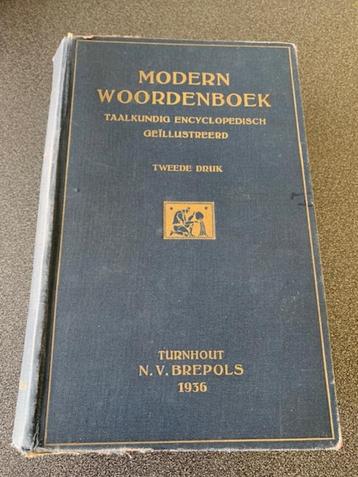 MODERN
WOORDENBOEK
TAALKUNDIG ENCYCLOPEDISCH
GEÏLLUSTREERD
TWEEDE DRUK
TURNHOUT
N.V. BREPOLS
1936